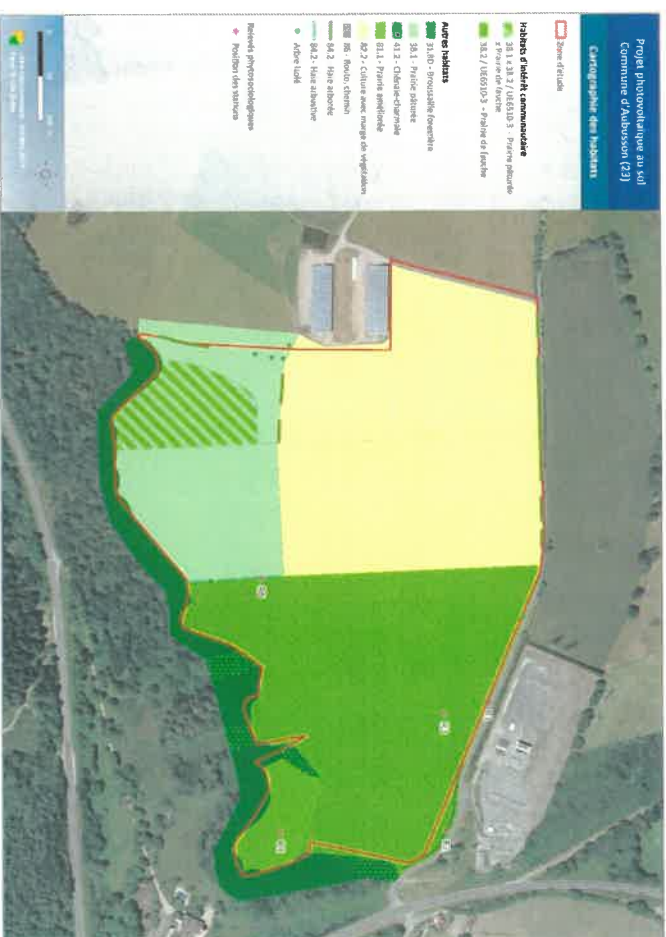 Projet photovoltaïque au sol
Commune d'Aubusson (23)
Cartographie des habitats
Zone d'étude
Habitats d'intérêt communautaire
38.1 x 38.2 / UE6510-3 - Prairie pâturée
x Prairie de fauche
38.2 / UE6510-3 - Prairie de fauche
Autres habitats
31.8D - Broussaille forestière
38.1 - Prairie pâturée
41.2 - Chênaie-charmaie
81.1 - Prairie améliorée
82.2 - Culture avec marge de végétation
86 - Route, chemin
84.2 - Haie arborée
84.2 - Haie arbustive
Arbre isolé
Relevés phytosociologiques
Position des stations